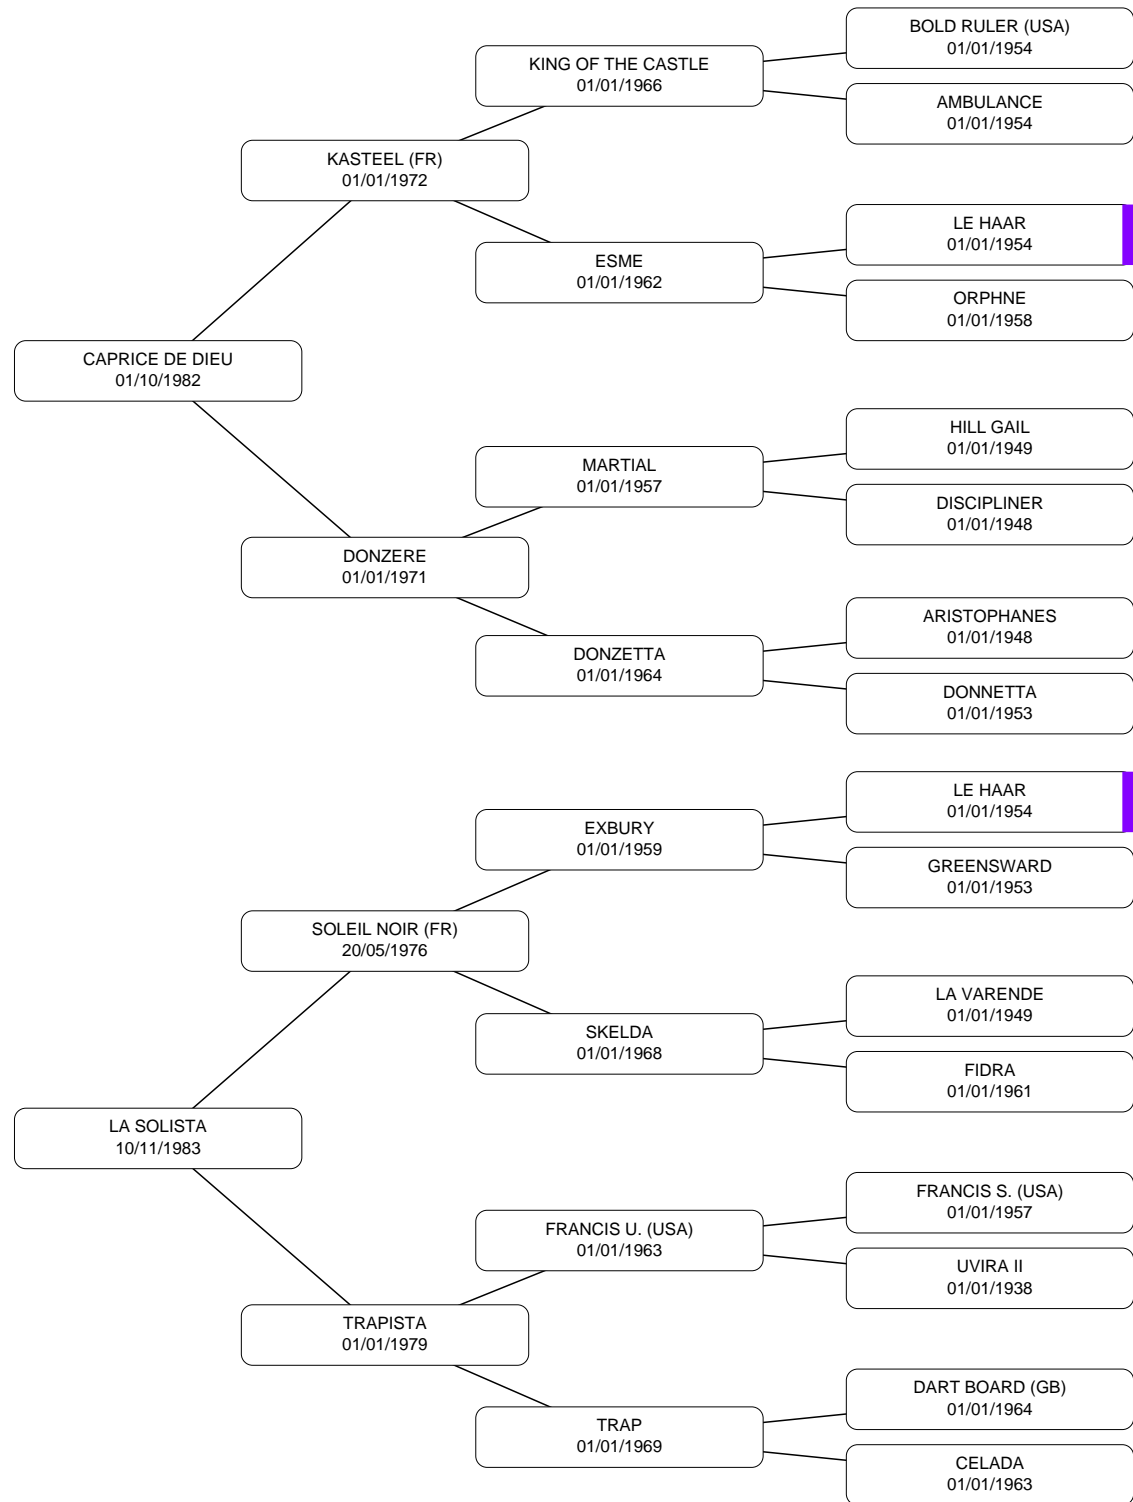 BOLD RULER (USA)
01/01/1954
KING OF THE CASTLE
01/01/1966
AMBULANCE
01/01/1954
KASTEEL (FR)
01/01/1972
LE HAAR
01/01/1954
ESME
01/01/1962
ORPHNE
01/01/1958
CAPRICE DE DIEU
01/10/1982
HILL GAIL
01/01/1949
MARTIAL
01/01/1957
DISCIPLINER
01/01/1948
DONZERE
01/01/1971
ARISTOPHANES
01/01/1948
DONZETTA
01/01/1964
DONNETTA
01/01/1953
LE HAAR
01/01/1954
EXBURY
01/01/1959
GREENSWARD
01/01/1953
SOLEIL NOIR (FR)
20/05/1976
LA VARENDE
01/01/1949
SKELDA
01/01/1968
FIDRA
01/01/1961
LA SOLISTA
10/11/1983
FRANCIS S. (USA)
01/01/1957
FRANCIS U. (USA)
01/01/1963
UVIRA II
01/01/1938
TRAPISTA
01/01/1979
DART BOARD (GB)
01/01/1964
TRAP
01/01/1969
CELADA
01/01/1963